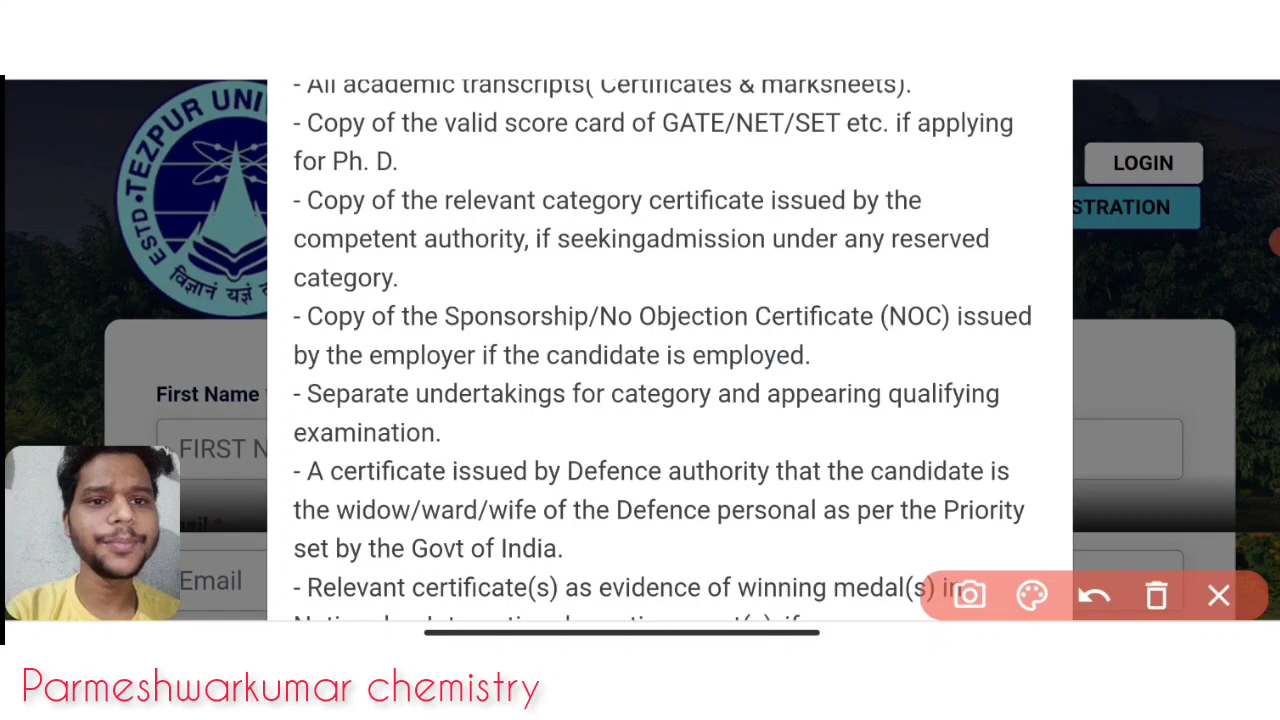 - All academic transcripts( Certificates & marksheets).
- Copy of the valid score card of GATE/NET/SET etc. if applying
for Ph. D.
- Copy of the relevant category certificate issued by the
competent authority, if seekingadmission under any reserved
category.
- Copy of the Sponsorship/No Objection Certificate (NOC) issued
by the employer if the candidate is employed.
- Separate undertakings for category and appearing qualifying
examination.
- A certificate issued by Defence authority that the candidate is
the widow/ward/wife of the Defence personal as per the Priority
set by the Govt of India.
- Relevant certificate(s) as evidence of winning medal(s) in
ESTD • TEZPUR UNI
विज्ञानं यज्ञं
LOGIN
STRATION
First Name
FIRST N
Email
Parmeshwarkumar chemistry